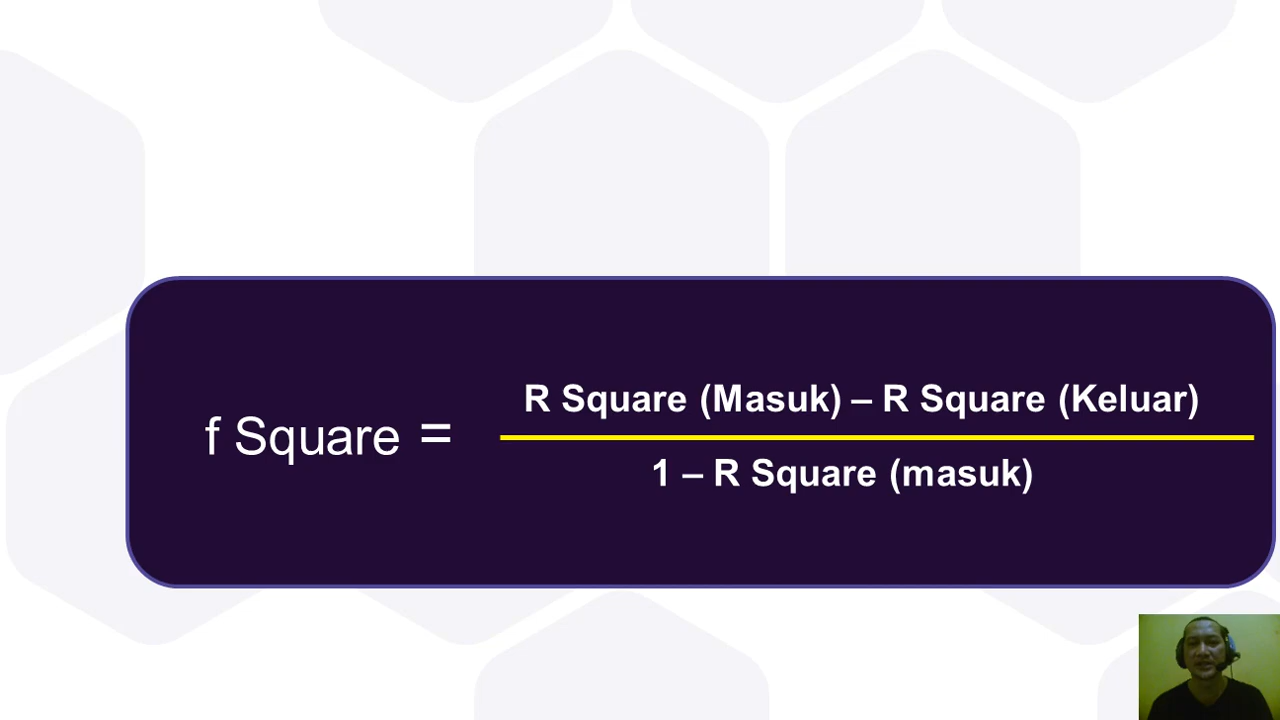 f Square =
R Square (Masuk) – R Square (Keluar)
1 – R Square (masuk)